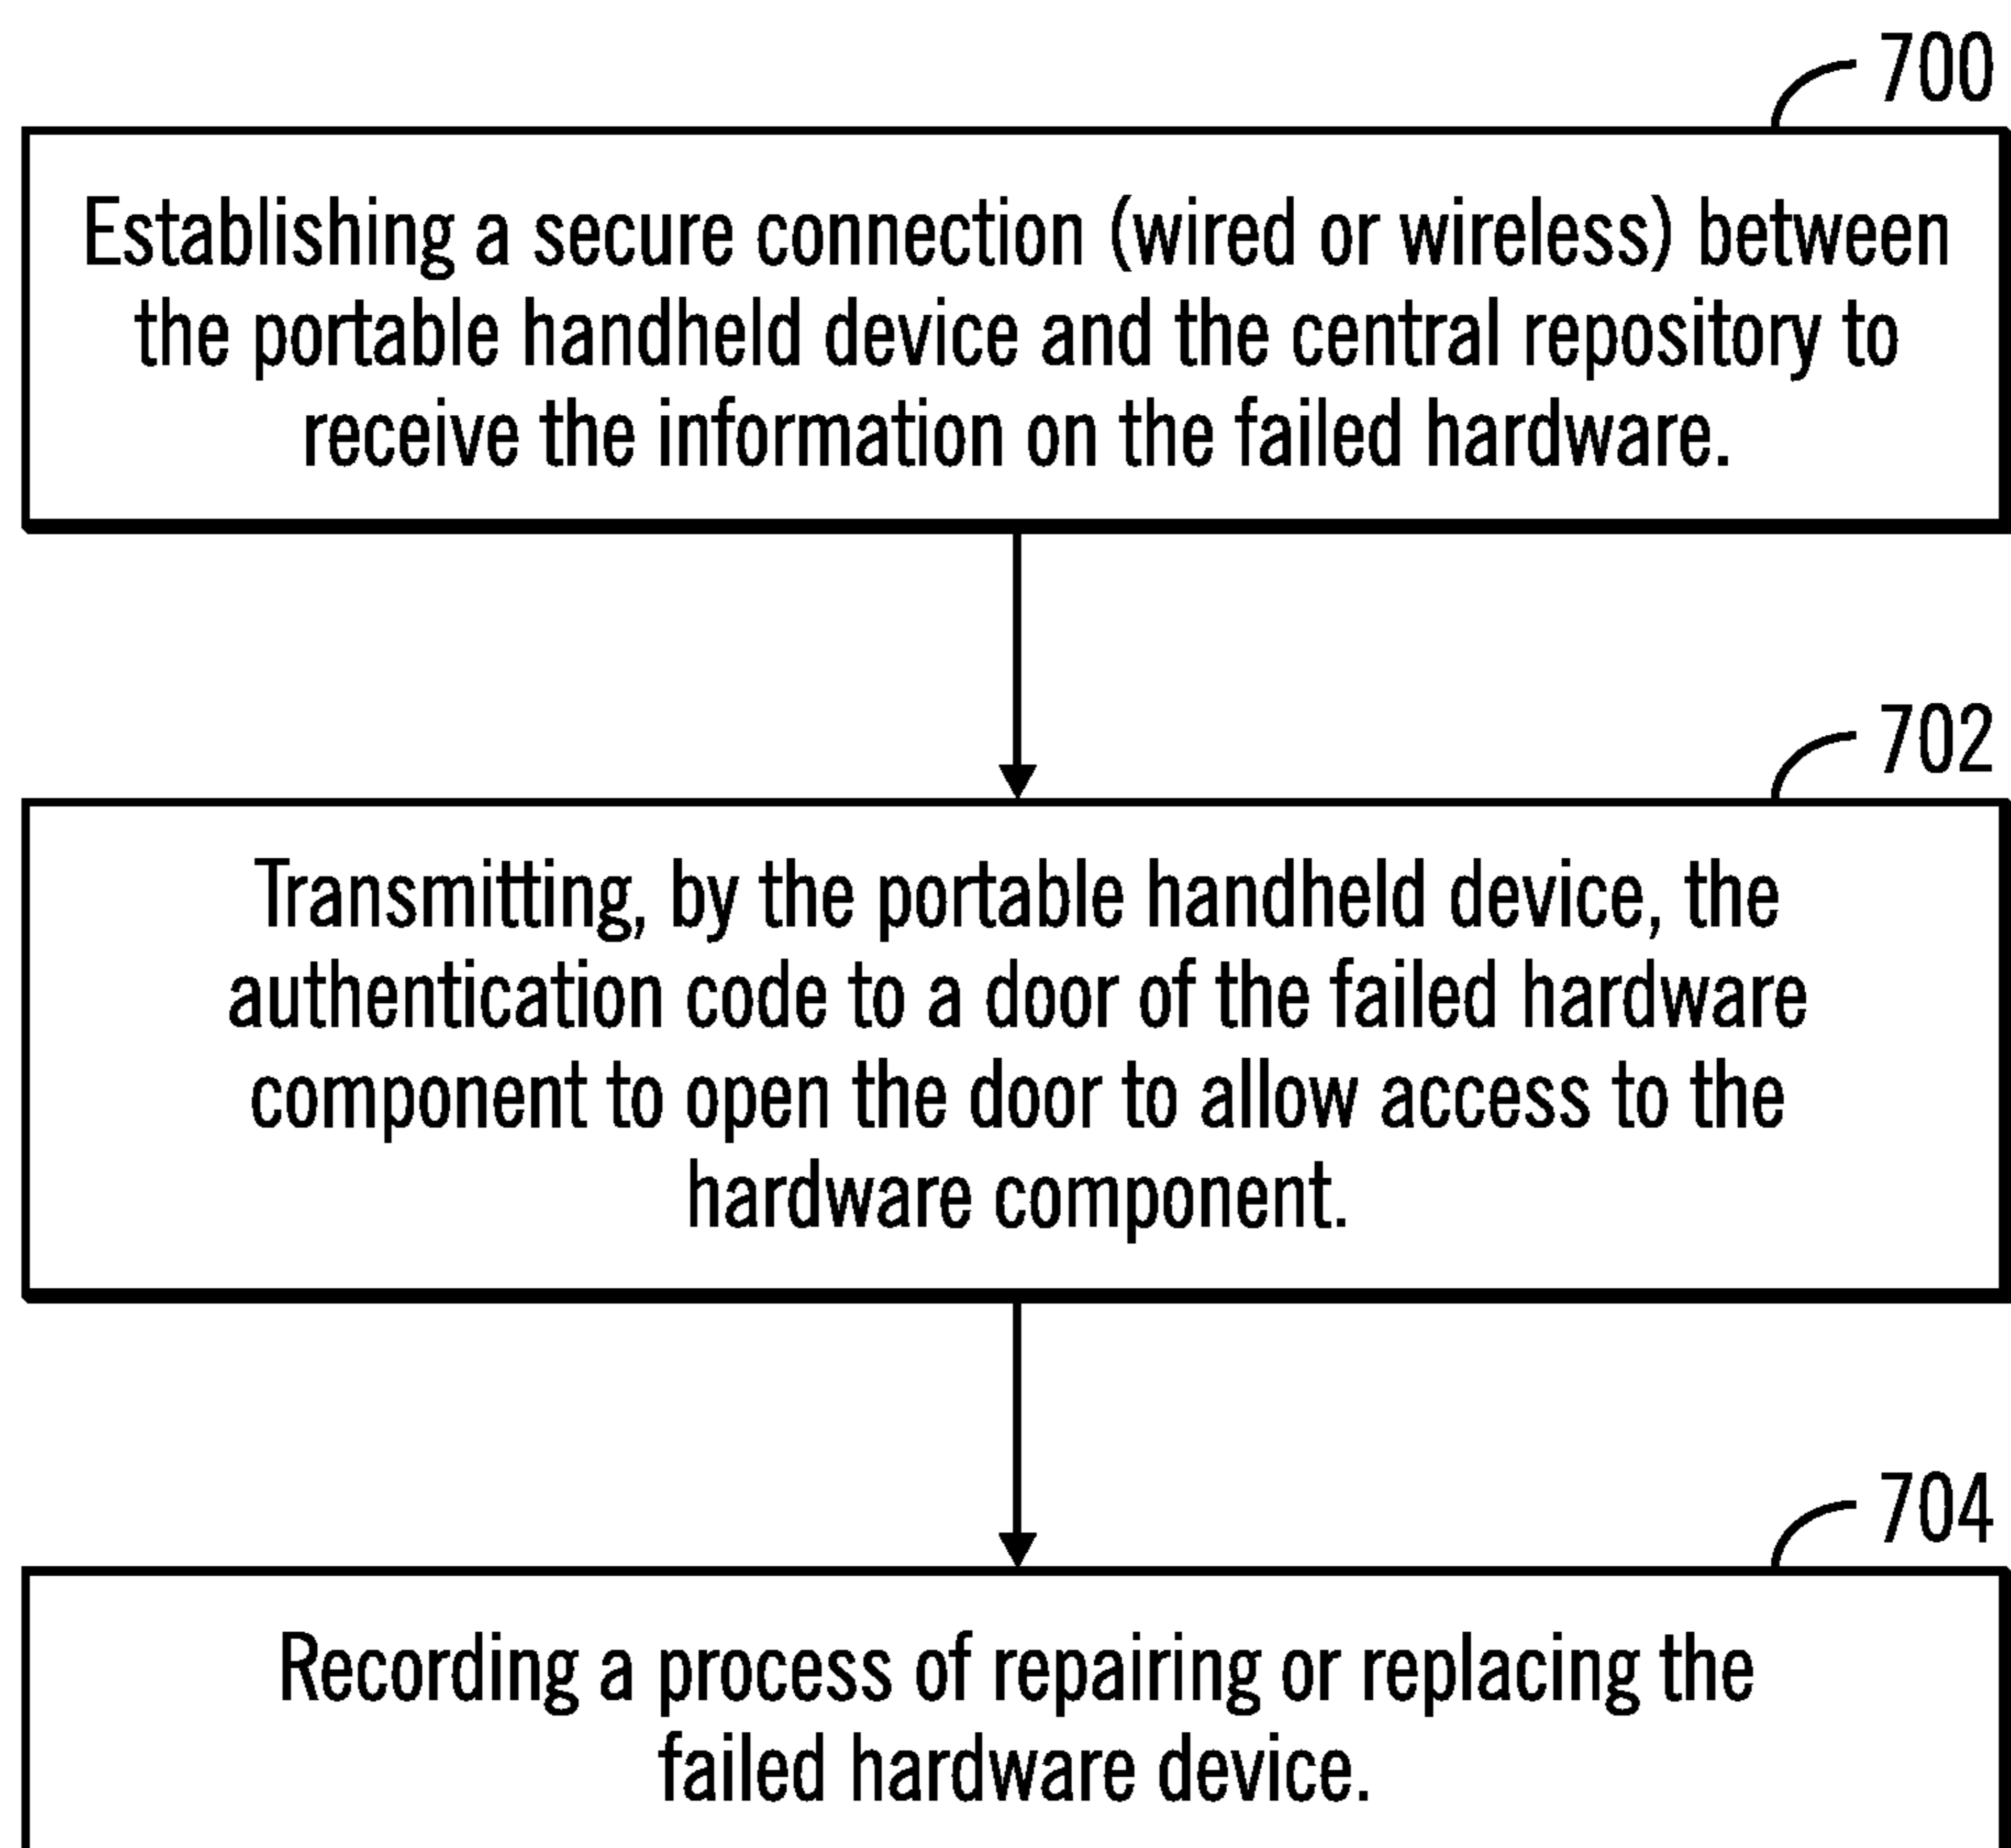 700
Establishing a secure connection (wired or wireless) between
the portable handheld device and the central repository to
receive the information on the failed hardware.
702
Transmitting, by the portable handheld device, the
authentication code to a door of the failed hardware
component to open the door to allow access to the
hardware component.
704
Recording a process of repairing or replacing the
failed hardware device.